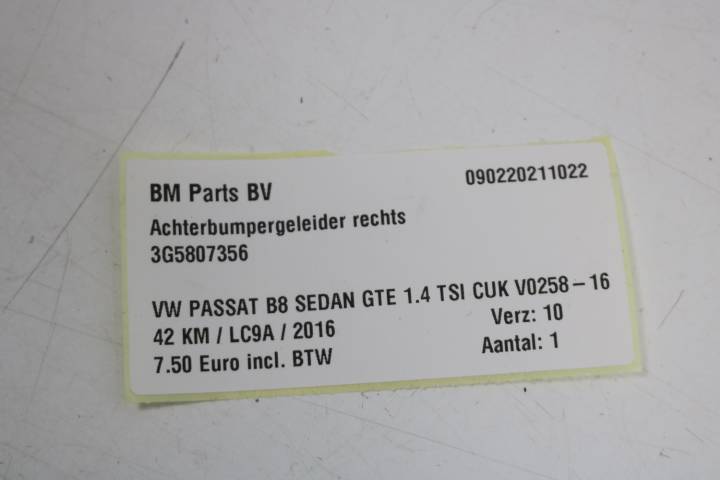 BM Parts BV 090220211022
Achterbumpergeleider rechts
3G5807356
VW PASSAT B8 SEDAN GTE 1.4 TSI CUK V0258-16
42 KM / LC9A / 2016 Verz: 10
7.50 Euro incl. BTW Aantal: 1